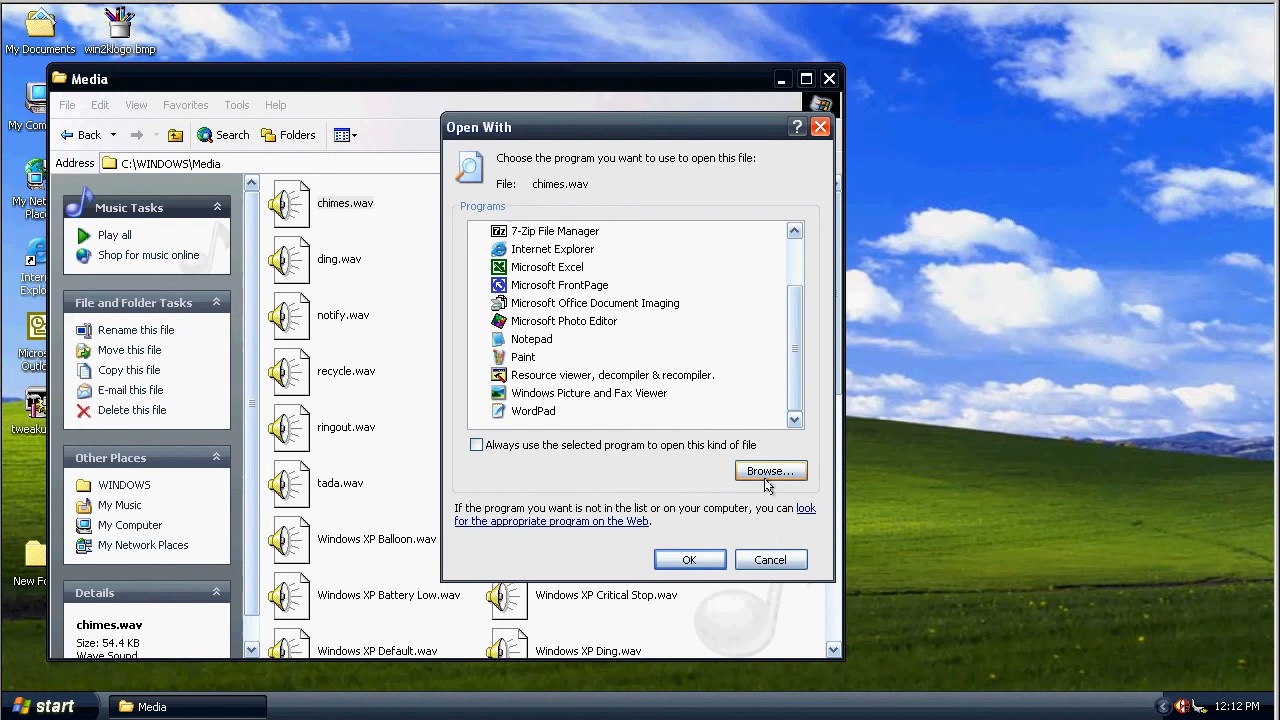 My Documents
win2klogo.bmp
My Com
My Net
Place
Intern
Explo
Micros
Outlo
tweaku
New Fo
Media
File
Ed
Favorites
Tools
Help
Back
Search
Folders
Address
C:\WINDOWS\Media
Music Tasks
Play all
Shop for music online
File and Folder Tasks
Rename this file
Move this file
Copy this file
E-mail this file
Delete this file
Other Places
WINDOWS
My Music
My Computer
My Network Places
Details
chimes.wav
Size: 54.4 KB
Wave Sound
chimes.wav
ding.wav
notify.wav
recycle.wav
ringout.wav
tada.wav
Windows XP Balloon.wav
Windows XP Battery Low.wav
Windows XP Critical Stop.wav
Windows XP Default.wav
Windows XP Ding.wav
Open With
Choose the program you want to use to open this file:
File: chimes.wav
Programs
7-Zip File Manager
Internet Explorer
Microsoft Excel
Microsoft FrontPage
Microsoft Office Document Imaging
Microsoft Photo Editor
Notepad
Paint
Resource viewer, decompiler & recompiler.
Windows Picture and Fax Viewer
WordPad
Always use the selected program to open this kind of file
Browse...
If the program you want is not in the list or on your computer, you can look
for the appropriate program on the Web.
OK
Cancel
start
Media
12:12 PM